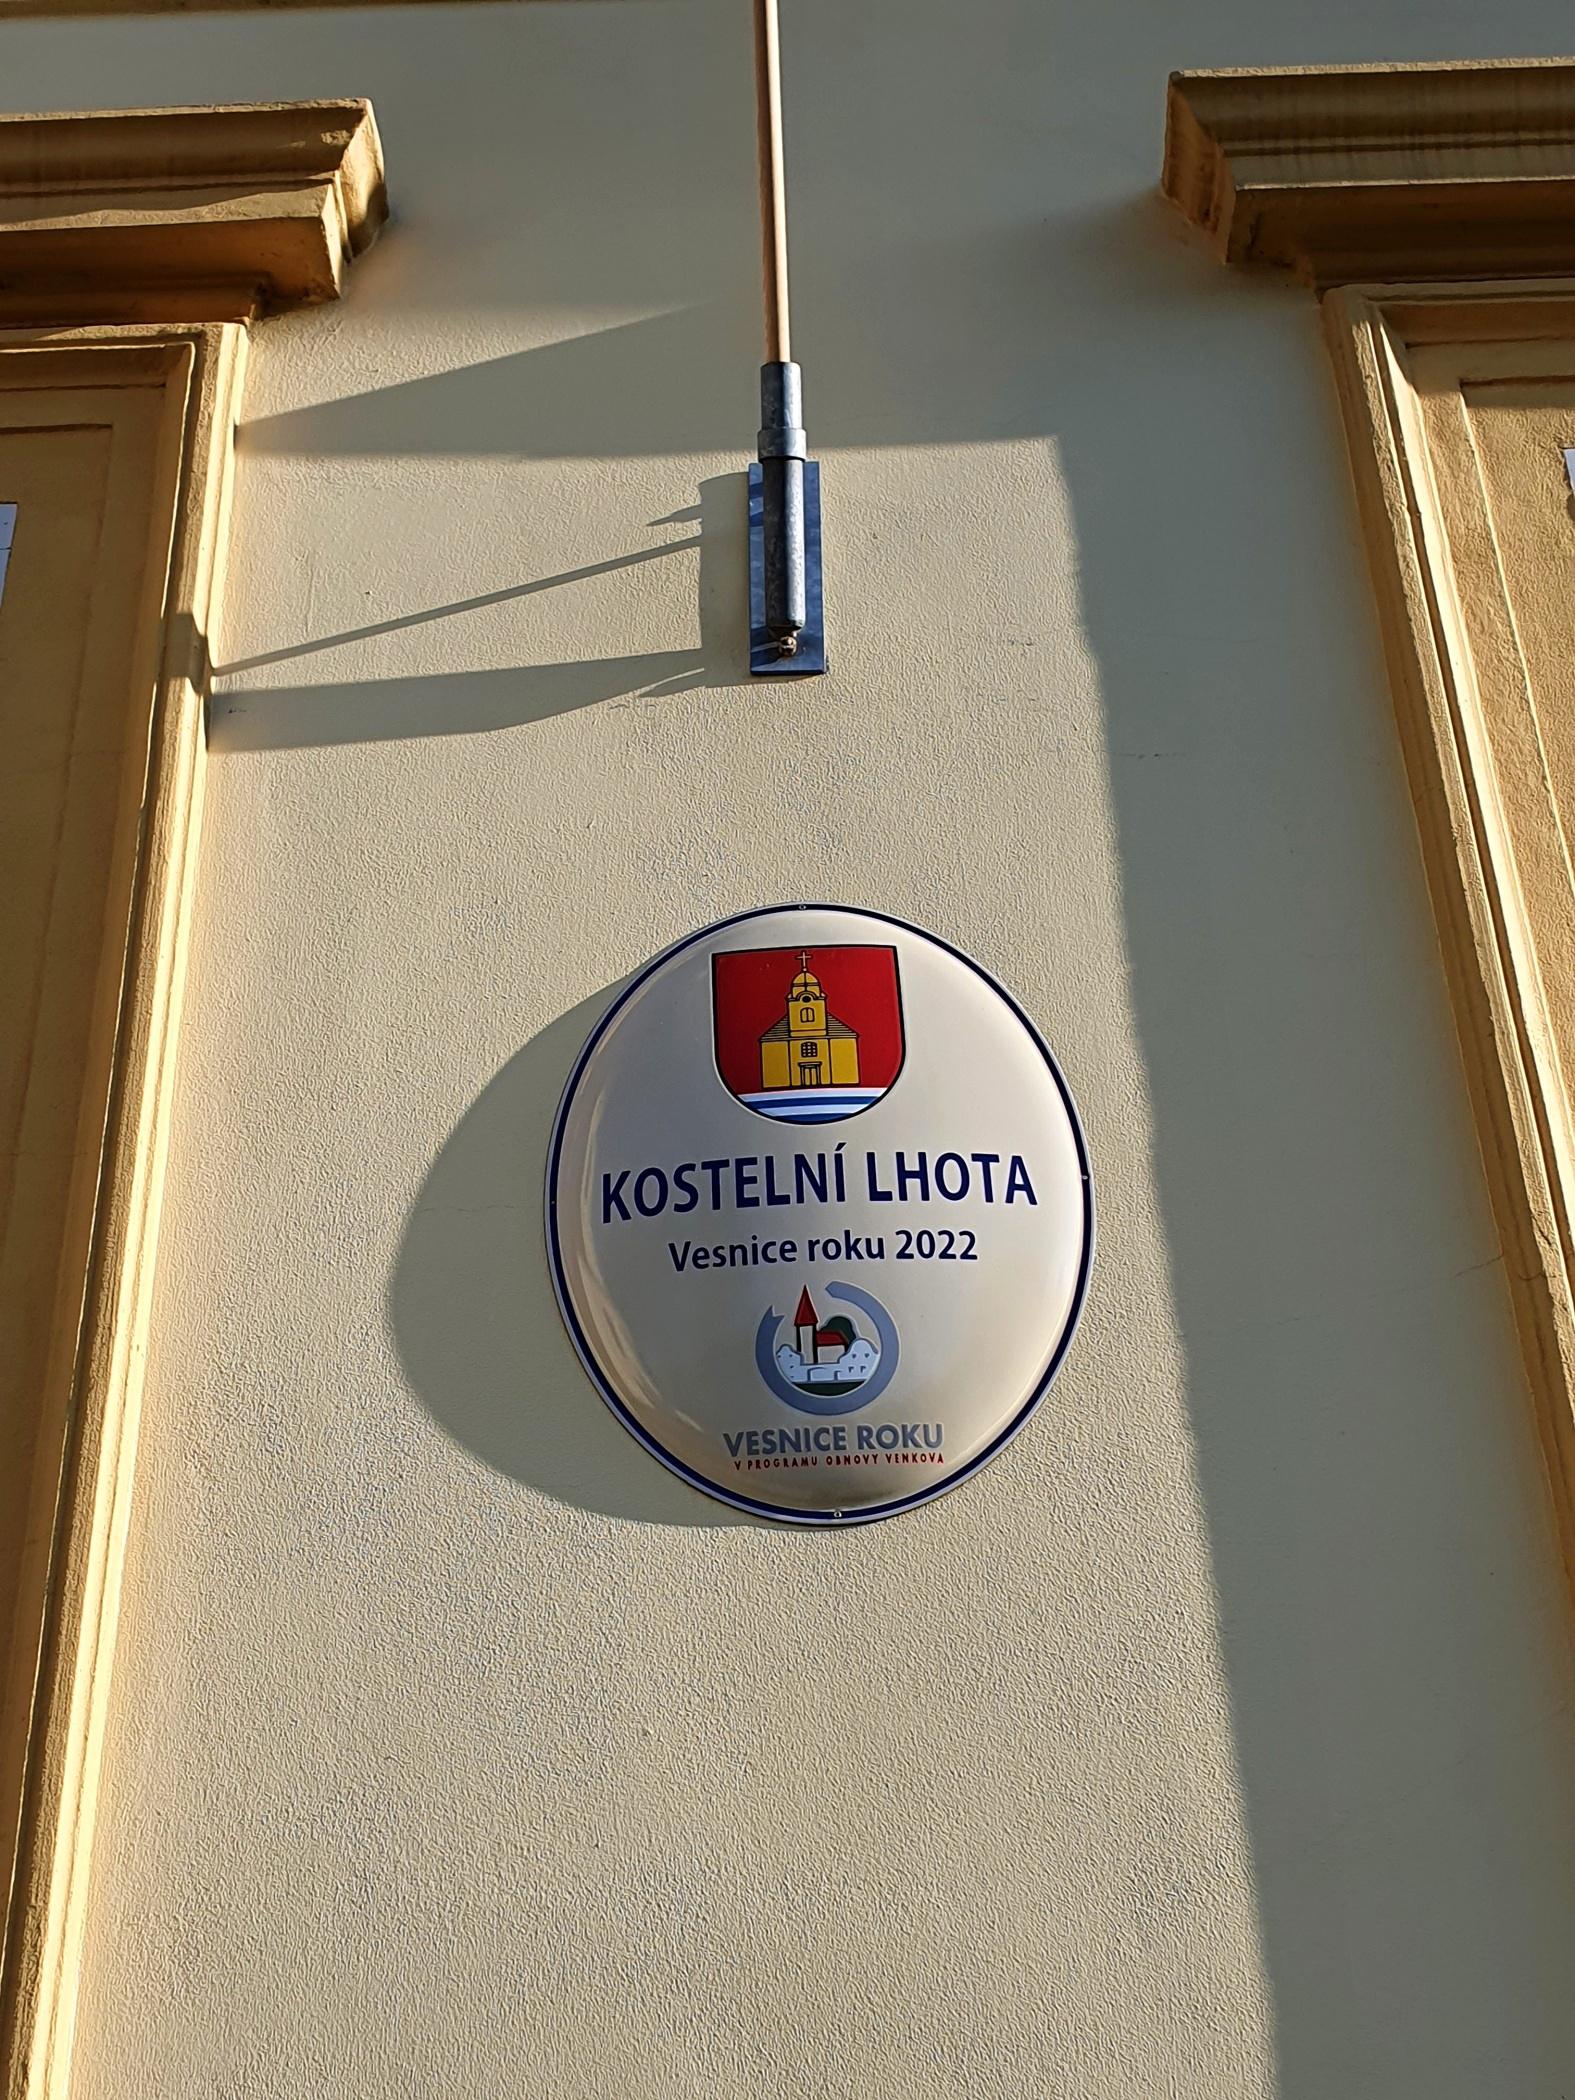 KOSTELNÍ LHOTA
Vesnice roku 2022
VESNICE ROKU
V PROGRAMU OBNOVY VENKOVA